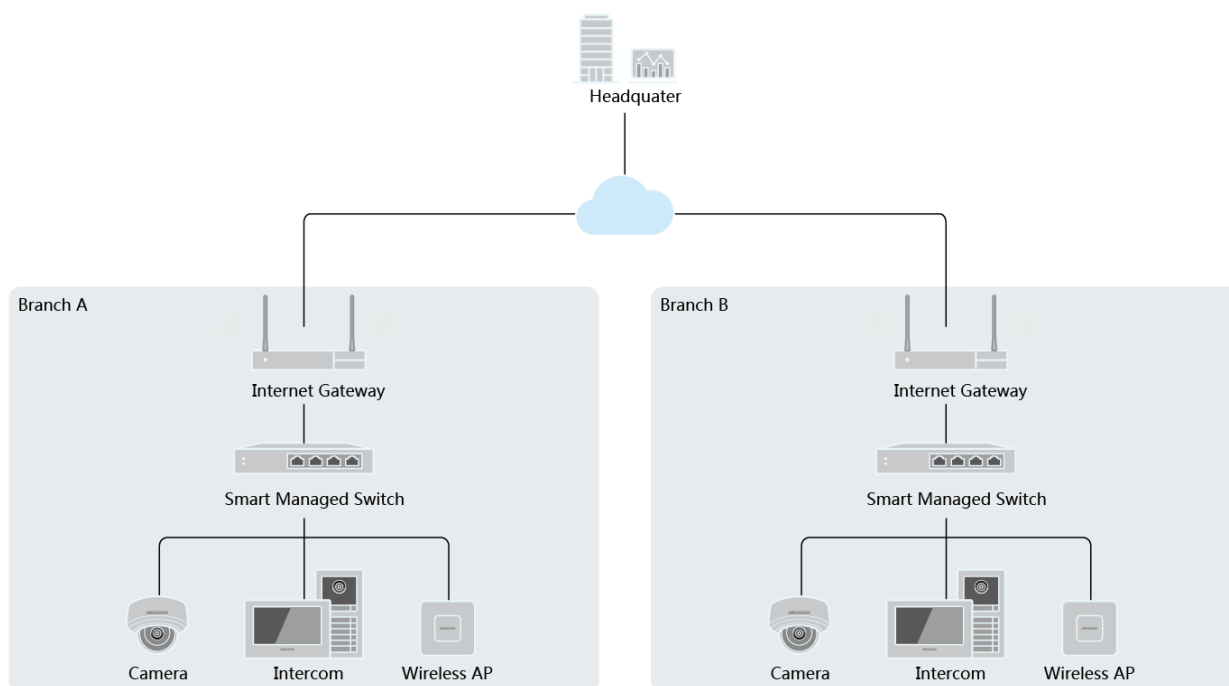 Headquater
Branch A
Branch B
Internet Gateway
Internet Gateway
Smart Managed Switch
Smart Managed Switch
Camera
Intercom
Wireless AP
Camera
Intercom
Wireless AP